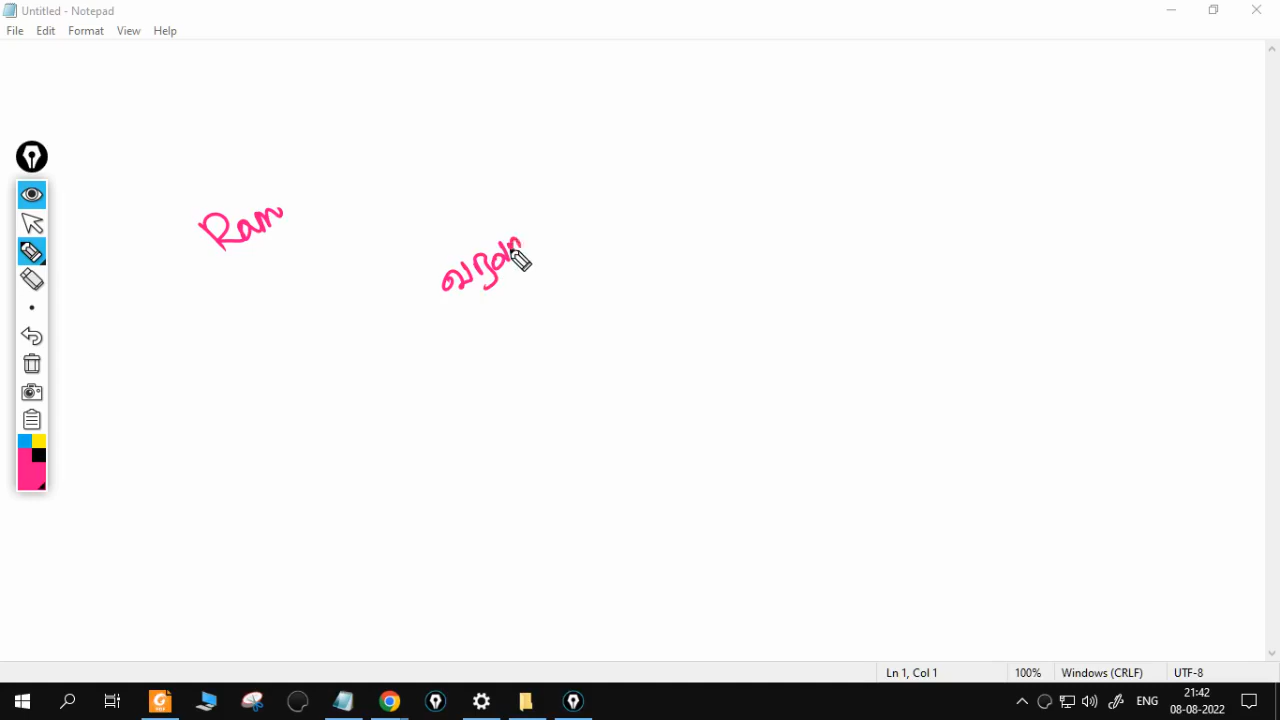 Untitled - Notepad
File Edit Format View Help
Ram
Ln 1, Col 1 100% Windows (CRLF) UTF-8
ENG 21:42
08-08-2022